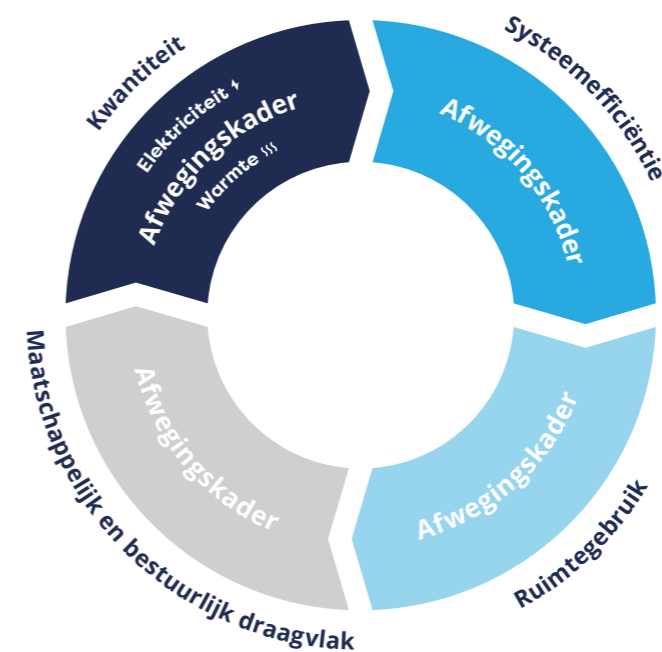 Kwantiteit
Elektriciteit
Afwegingskader
Warmte
Systeemefficiëntie
Afwegingskader
Ruimtegebruik
Afwegingskader
Maatschappelijk en bestuurlijk draagvlak
Afwegingskader